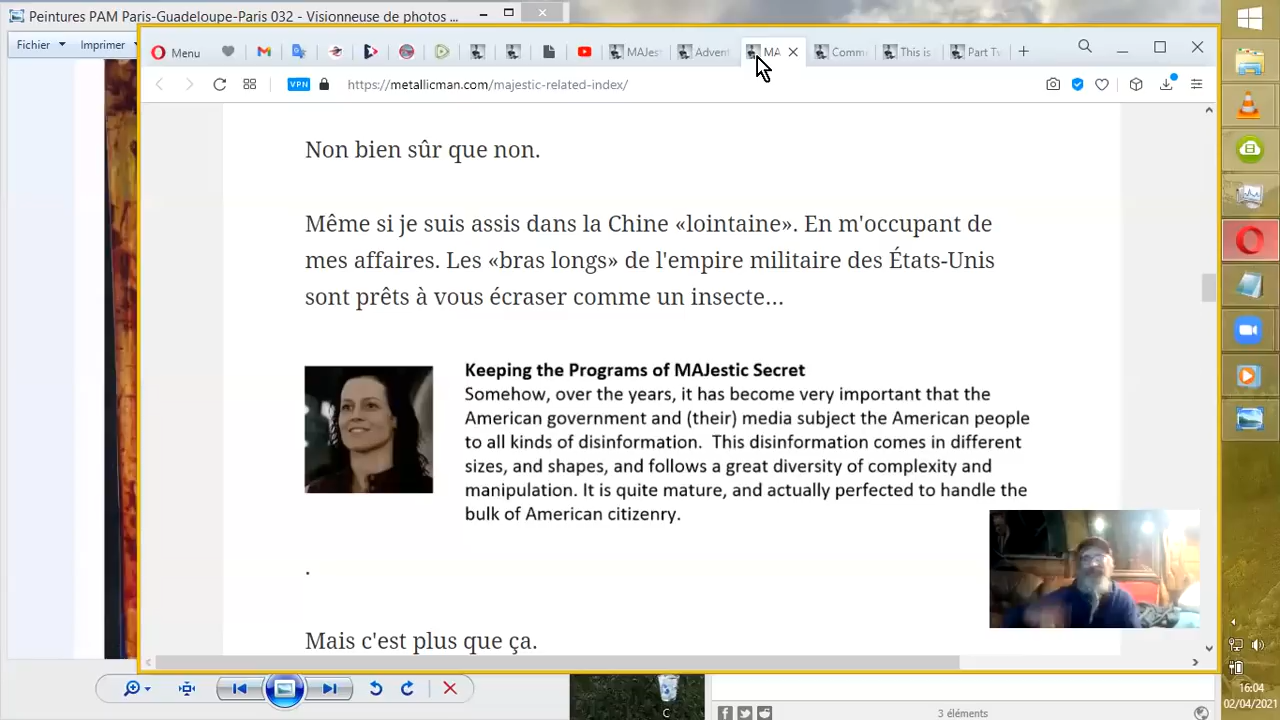 Peintures PAM Paris-Guadeloupe-Paris 032 - Visionneuse de photos ...
Fichier Imprimer
Menu
MAJes
Advent
MA
Comme
This is
Part Tv
VPN https://metallicman.com/majestic-related-index/
Non bien sûr que non.
Même si je suis assis dans la Chine «lointaine». En m'occupant de
mes affaires. Les «bras longs» de l'empire militaire des États-Unis
sont prêts à vous écraser comme un insecte…
Keeping the Programs of MAJestic Secret
Somehow, over the years, it has become very important that the
American government and (their) media subject the American people
to all kinds of disinformation. This disinformation comes in different
sizes, and shapes, and follows a great diversity of complexity and
manipulation. It is quite mature, and actually perfected to handle the
bulk of American citizenry.
.
Mais c'est plus que ça.
C
3 éléments
16:04
02/04/2021